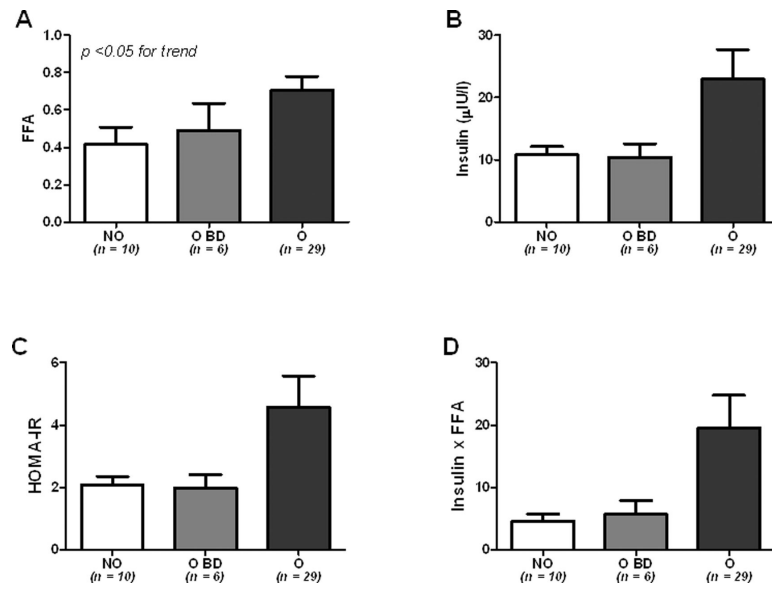 A
p <0.05 for trend
FFA
1.0
0.8
0.6
0.4
0.2
0.0
NO
(n = 10)
O BD
(n = 6)
O
(n = 29)
B
Insulin (µIU/l)
30
20
10
0
NO
(n = 10)
O BD
(n = 6)
O
(n = 29)
C
HOMA-IR
6
4
2
0
NO
(n = 10)
O BD
(n = 6)
O
(n = 29)
D
Insulin x FFA
30
20
10
0
NO
(n = 10)
O BD
(n = 6)
O
(n = 29)